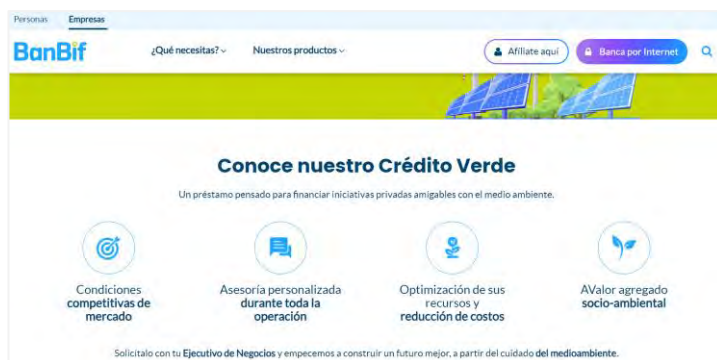 Personas Empresas
BanBif ¿Qué necesitas? Nuestros productos Afíliate aquí Banca por Internet
Conoce nuestro Crédito Verde
Un préstamo pensado para financiar iniciativas privadas amigables con el medio ambiente.
Condiciones
competitivas de
mercado
Asesoría personalizada
durante toda la
operación
Optimización de sus
recursos y
reducción de costos
AValor agregado
socio-ambiental
Solicítalo con tu Ejecutivo de Negocios y empecemos a construir un futuro mejor, a partir del cuidado del medioambiente.